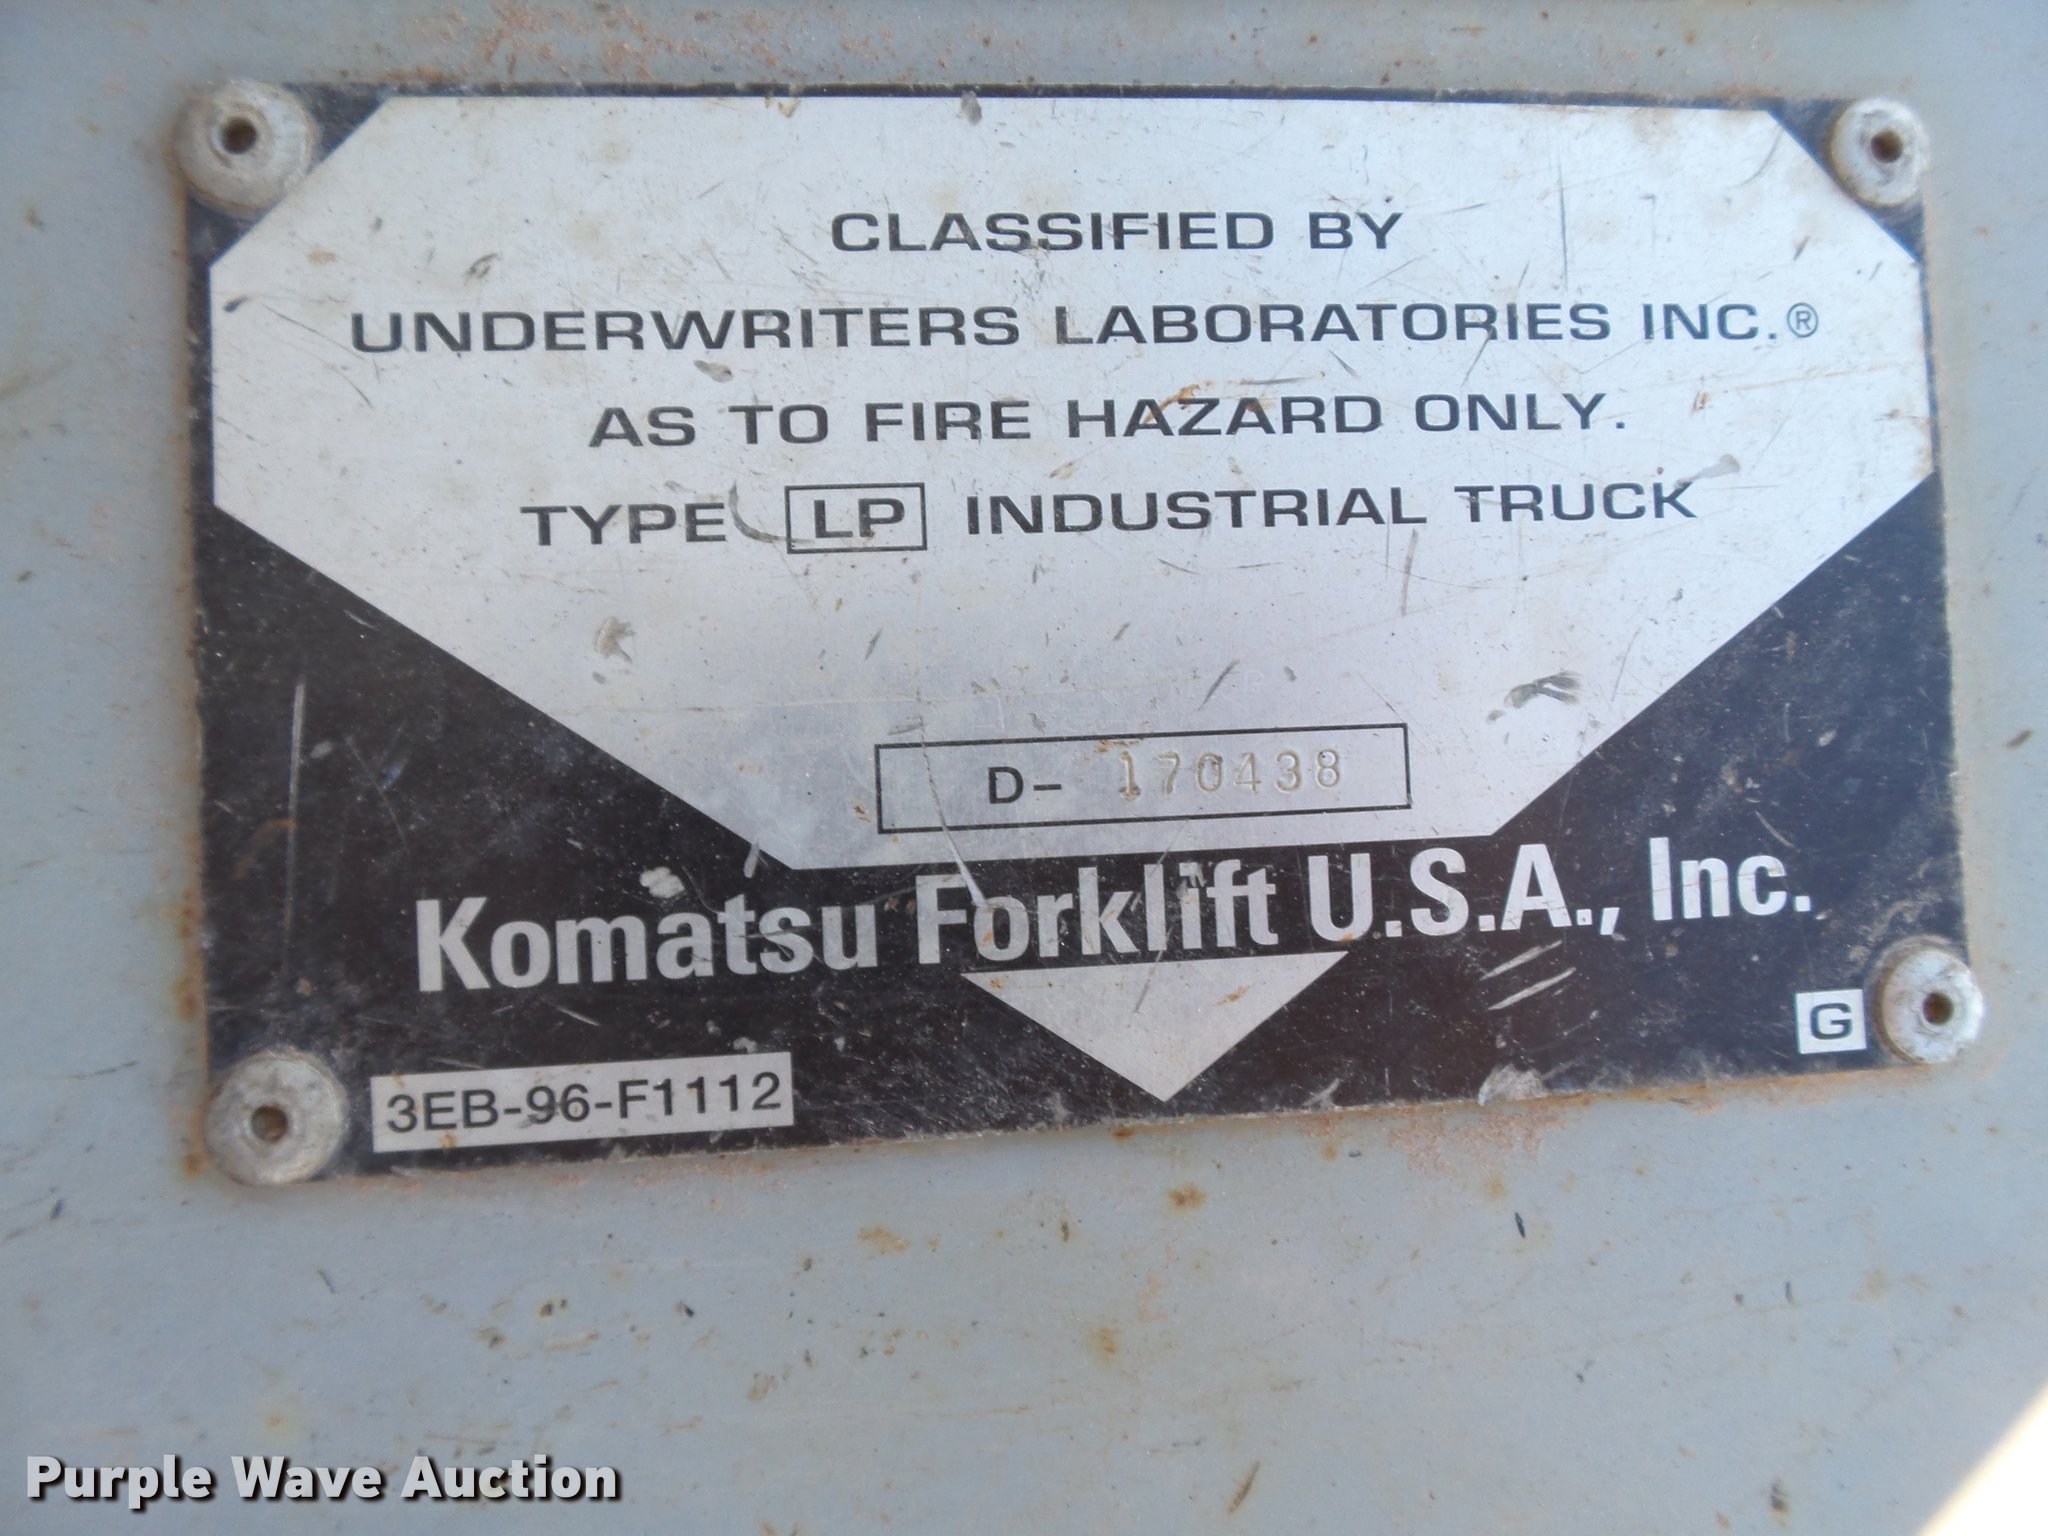 CLASSIFIED BY
UNDERWRITERS LABORATORIES INC.®
AS TO FIRE HAZARD ONLY.
TYPE LP INDUSTRIAL TRUCK
D- 170438
Komatsu Forklift U.S.A., Inc.
G
3EB-96-F1112
Purple Wave Auction